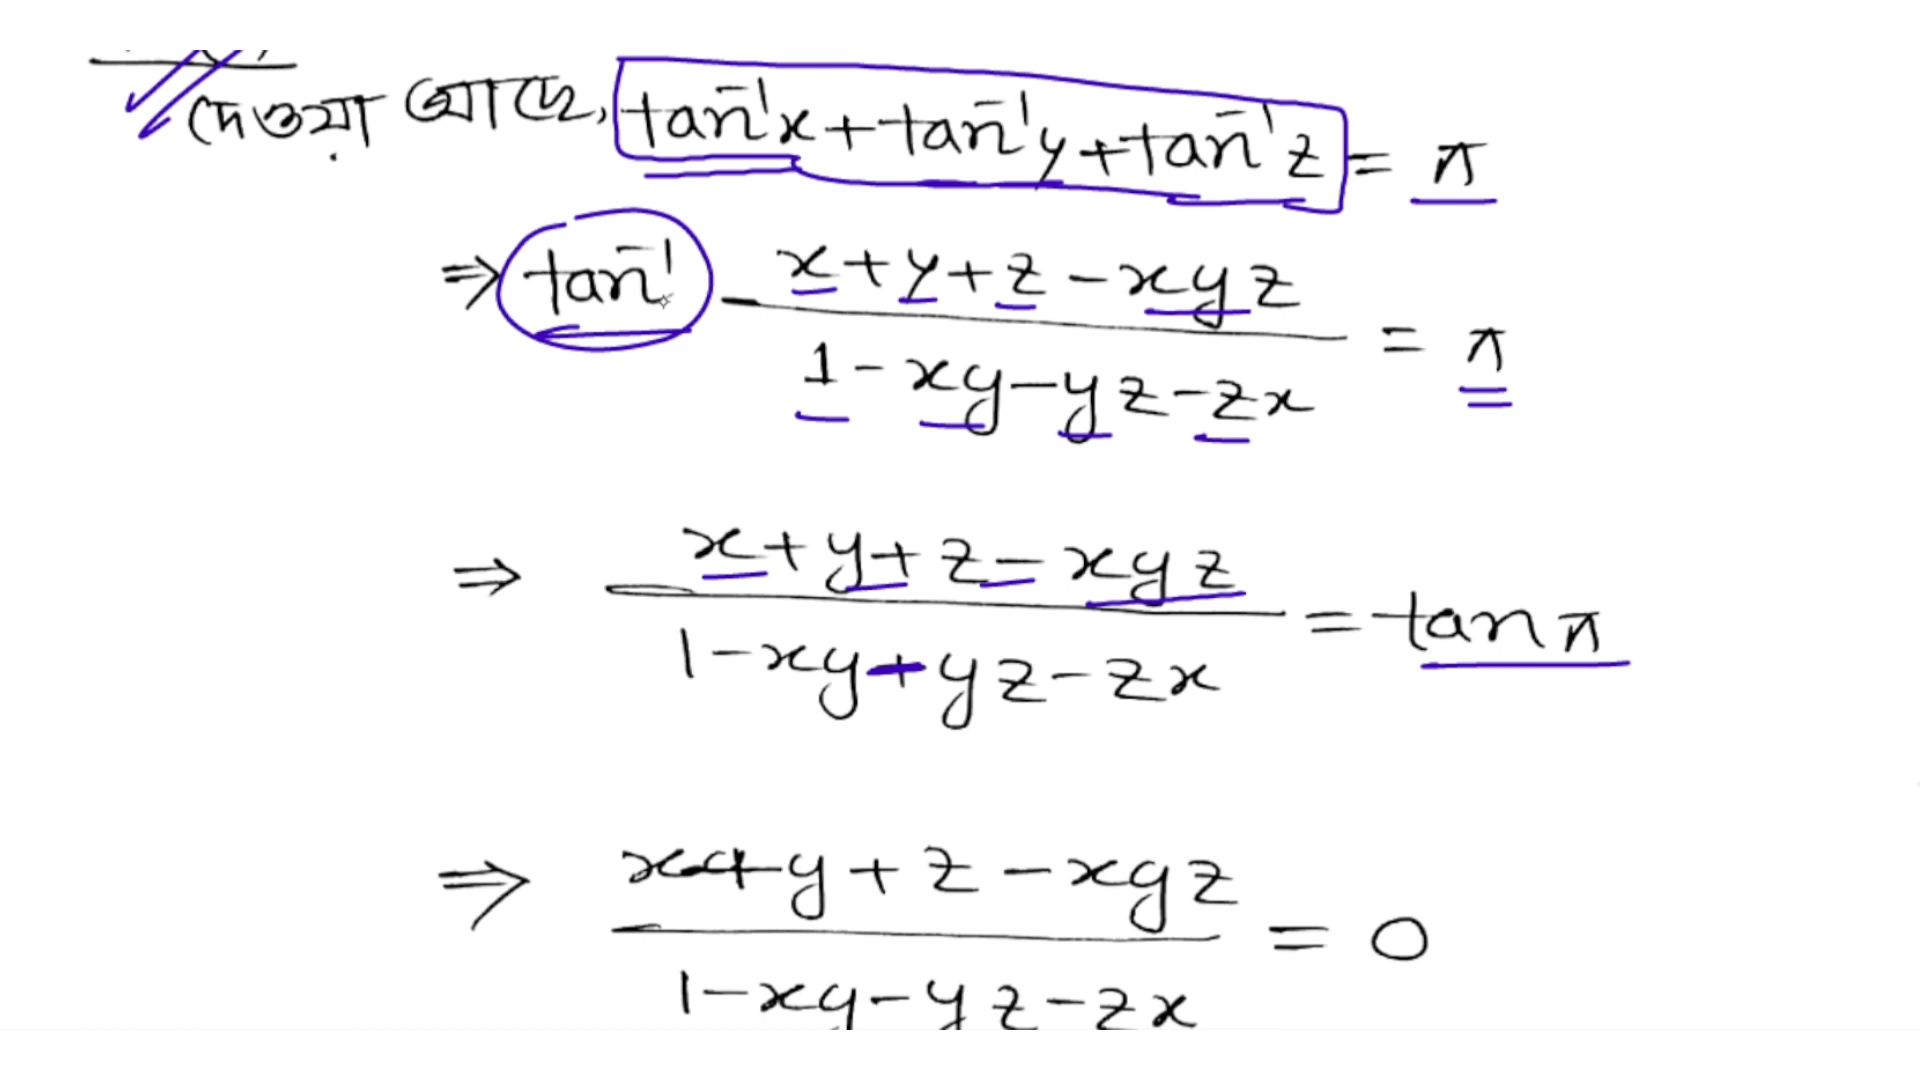 দেওয়া আছে, tan⁻¹x + tan⁻¹y + tan⁻¹z = π
⇒ tan⁻¹ (x + y + z − xyz)/(1 − xy − yz − zx) = π
⇒ (x + y + z − xyz)/(1 − xy − yz − zx) = tan π
⇒ (x + y + z − xyz)/(1 − xy − yz − zx) = 0